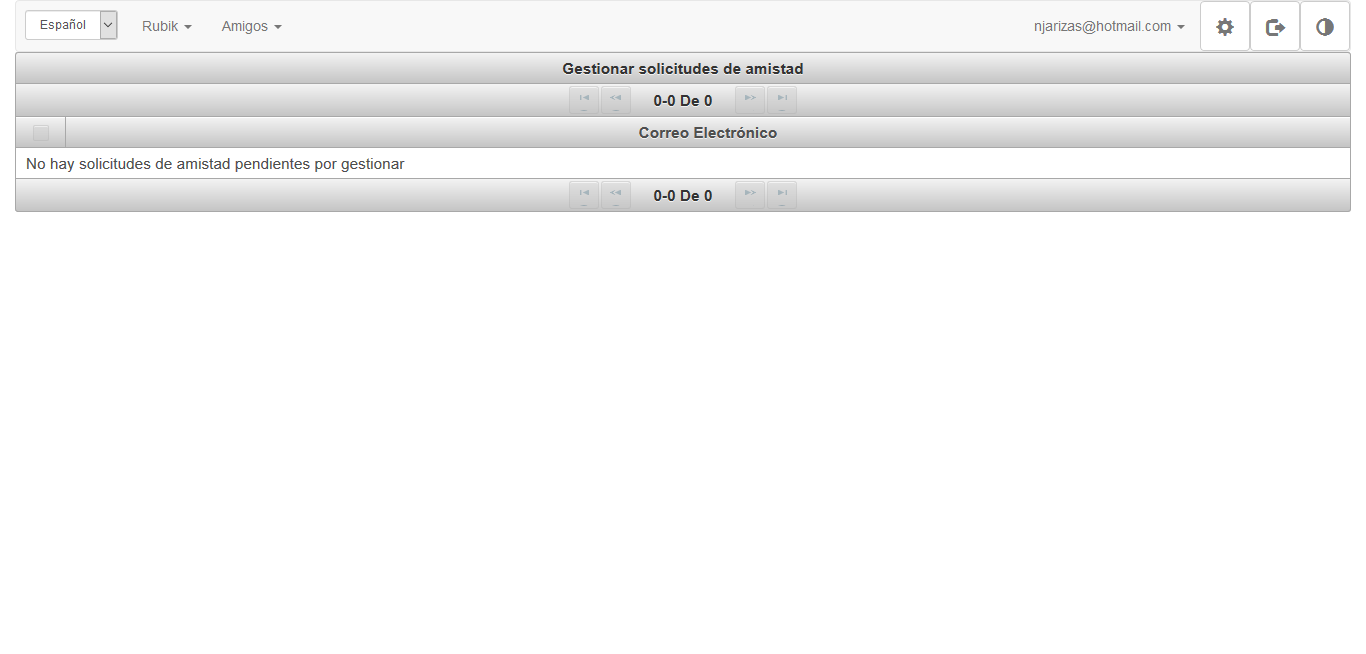 Español Rubik Amigos njarizas@hotmail.com
Gestionar solicitudes de amistad
0-0 De 0
Correo Electrónico
No hay solicitudes de amistad pendientes por gestionar
0-0 De 0